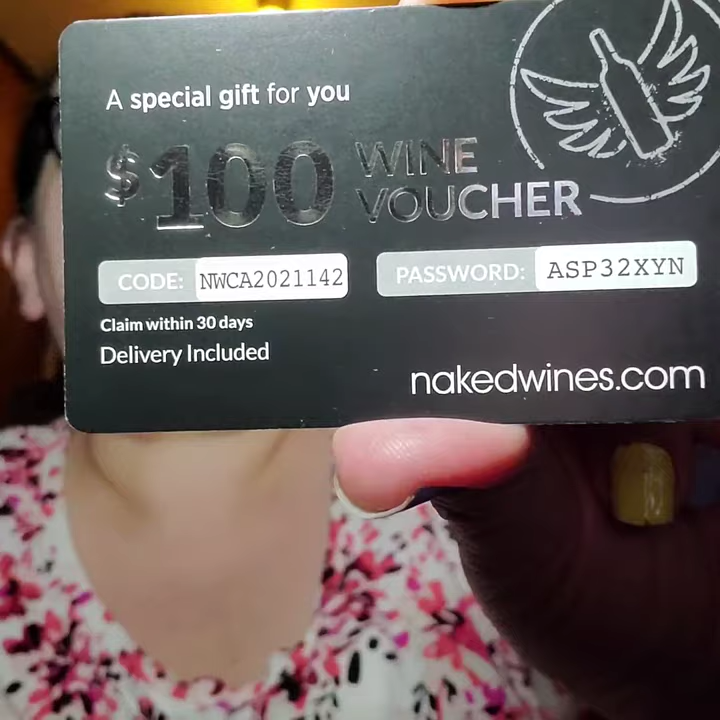 A special gift for you
$100 WINE
VOUCHER
CODE: NWCA2021142 PASSWORD: ASP32XYN
Claim within 30 days
Delivery Included
nakedwines.com